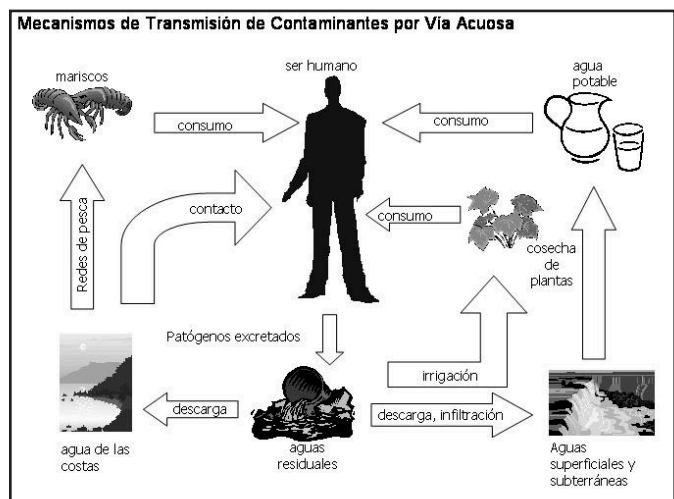 Mecanismos de Transmisión de Contaminantes por Vía Acuosa
mariscos
ser humano
agua
potable
consumo
consumo
Redes de pesca
contacto
consumo
cosecha
de
plantas
Patógenos excretados
irrigación
descarga
descarga, infiltración
agua de las
costas
aguas
residuales
Aguas
superficiales y
subterráneas